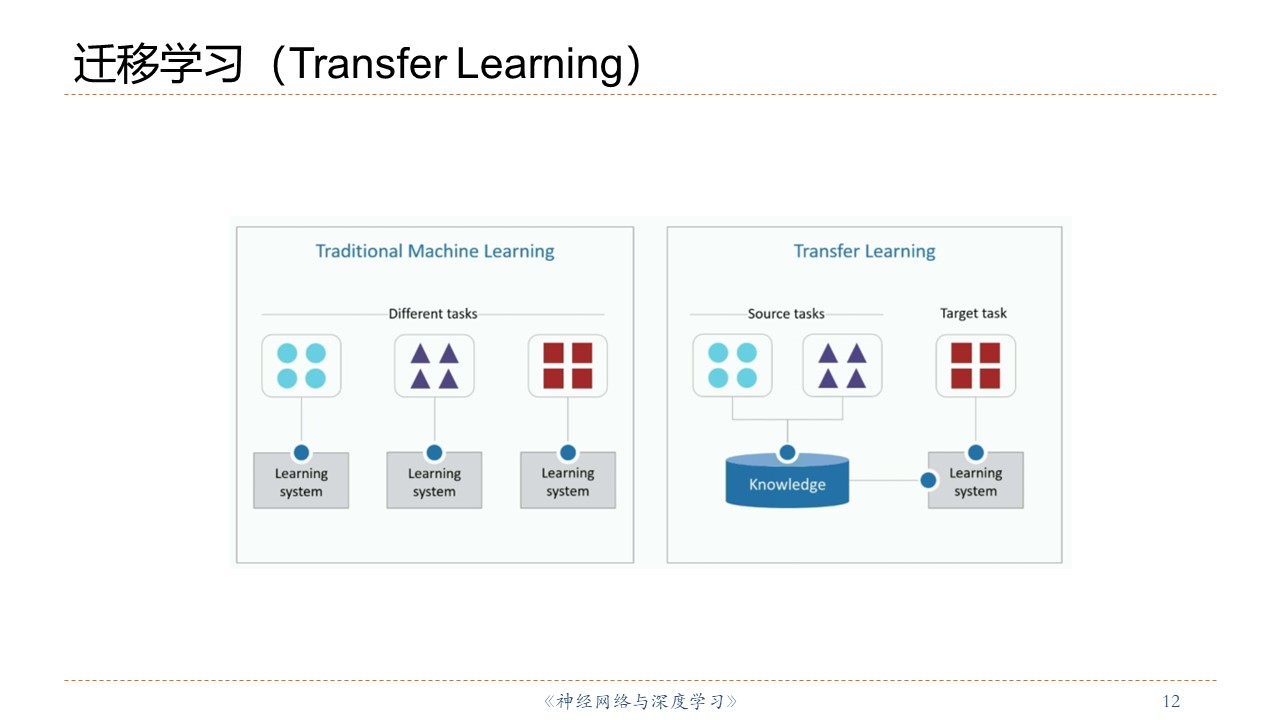 迁移学习（Transfer Learning）
Traditional Machine Learning
Different tasks
Learning
system
Learning
system
Learning
system
Transfer Learning
Source tasks
Target task
Knowledge
Learning
system
《神经网络与深度学习》
12